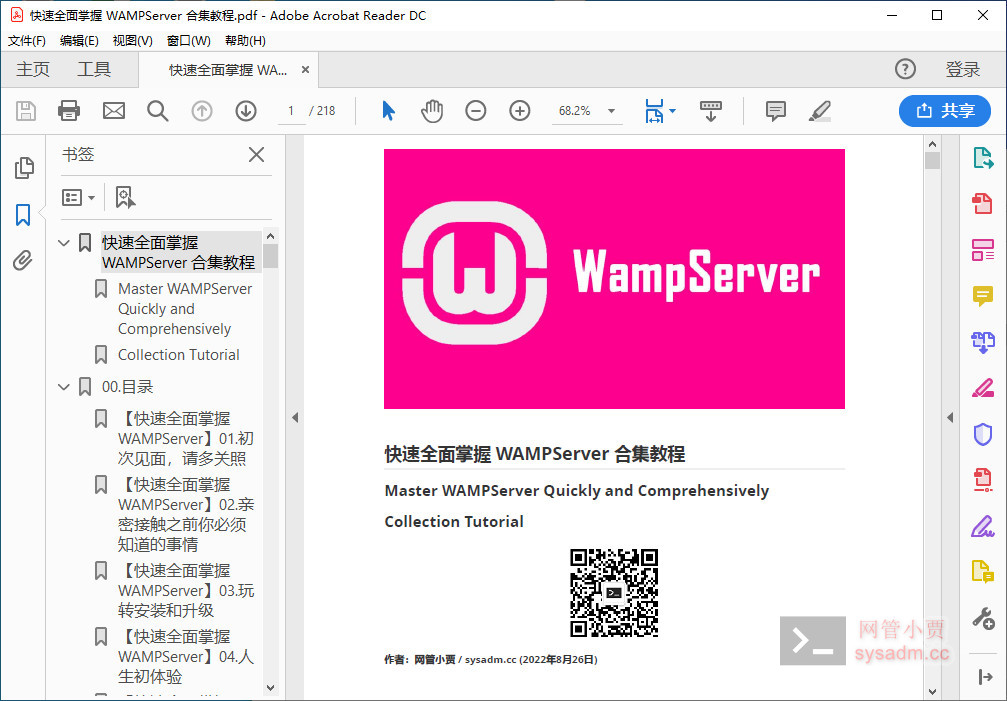 快速全面掌握 WAMPServer 合集教程.pdf - Adobe Acrobat Reader DC
文件(F) 编辑(E) 视图(V) 窗口(W) 帮助(H)
主页 工具 快速全面掌握 WA... 登录
1 / 218 68.2% 共享
书签
快速全面掌握
WAMPServer 合集教程
Master WAMPServer
Quickly and
Comprehensively
Collection Tutorial
00.目录
【快速全面掌握
WAMPServer】01.初
次见面，请多关照
【快速全面掌握
WAMPServer】02.亲
密接触之前你必须
知道的事情
【快速全面掌握
WAMPServer】03.玩
转安装和升级
【快速全面掌握
WAMPServer】04.人
生初体验
WampServer
快速全面掌握 WAMPServer 合集教程
Master WAMPServer Quickly and Comprehensively
Collection Tutorial
作者：网管小贾 / sysadm.cc (2022年8月26日)
网管小贾
sysadm.cc